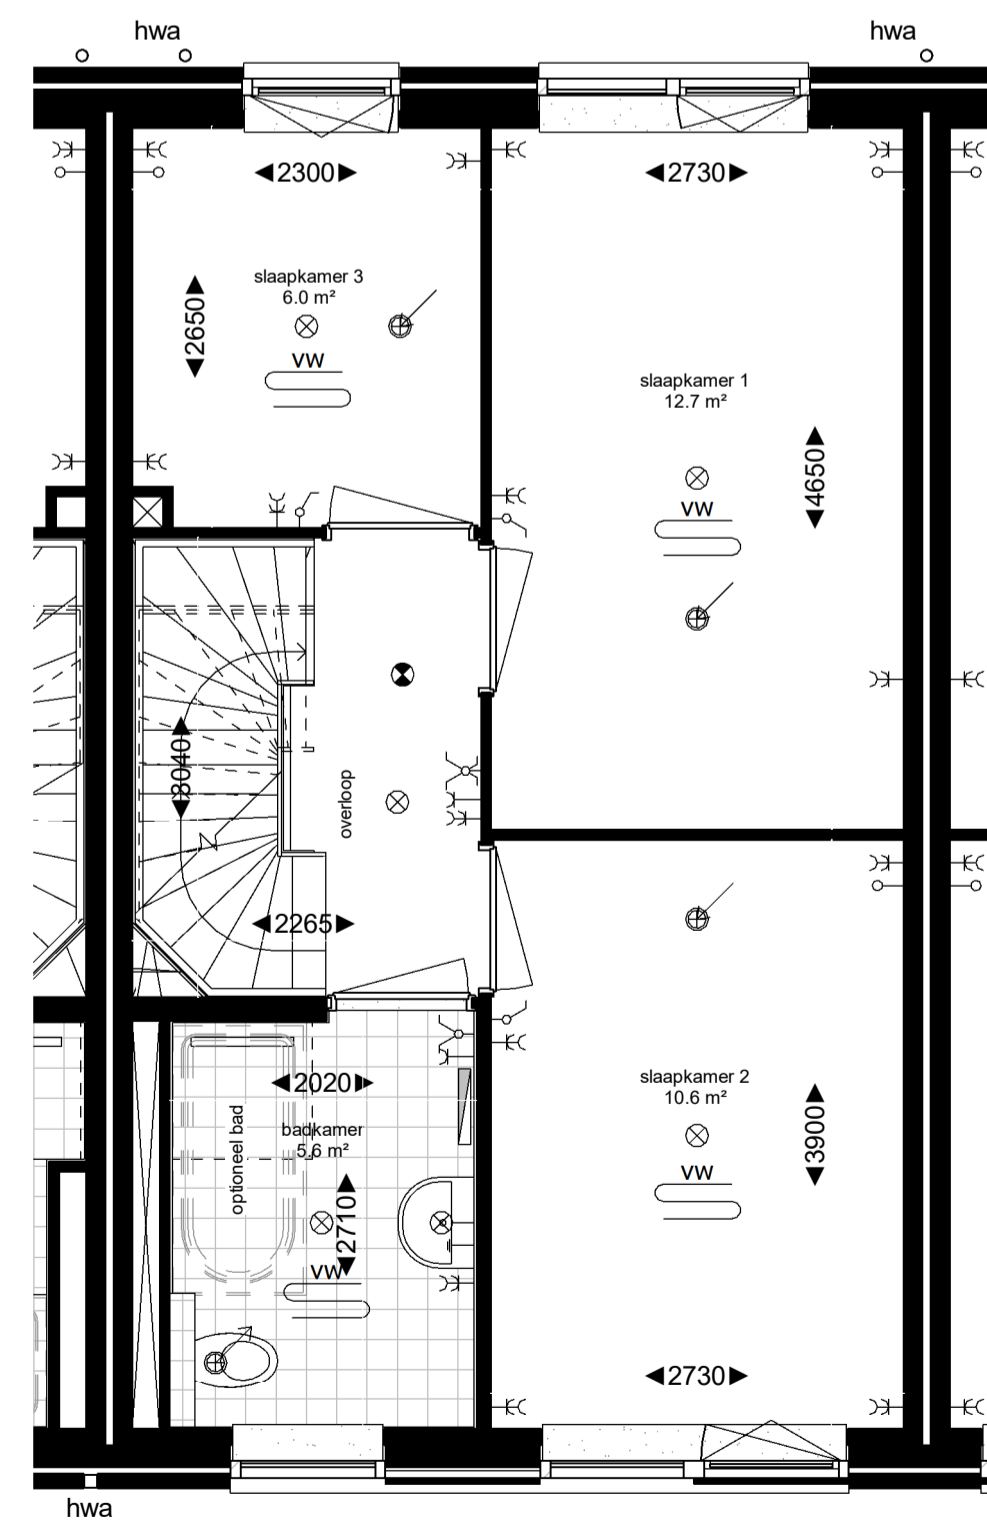 hwa
hwa
2300
2730
slaapkamer 3
6.0 m²
2650
vw
slaapkamer 1
12.7 m²
4650
vw
3040
overloop
2265
2020
badkamer
5.6 m²
optioneel bad
2710
vw
slaapkamer 2
10.6 m²
3900
vw
2730
hwa